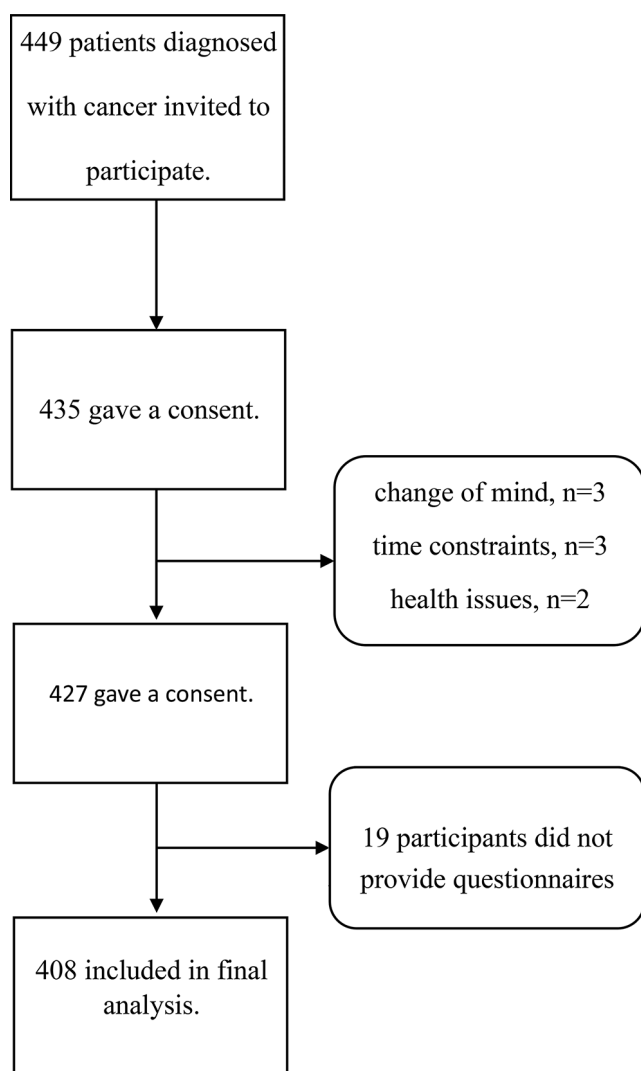 449 patients diagnosed
with cancer invited to
participate.
435 gave a consent.
change of mind, n=3
time constraints, n=3
health issues, n=2
427 gave a consent.
19 participants did not
provide questionnaires
408 included in final
analysis.